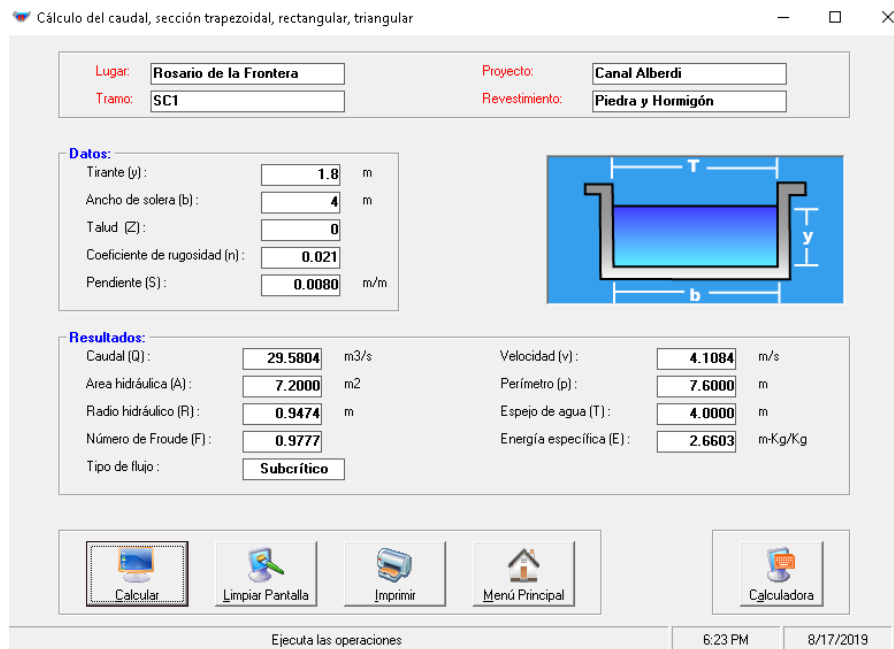 Cálculo del caudal, sección trapezoidal, rectangular, triangular
Lugar: Rosario de la Frontera
Proyecto: Canal Alberdi
Tramo: SC1
Revestimiento: Piedra y Hormigón
Datos:
Tirante (y) : 1.8 m
Ancho de solera (b) : 4 m
Talud (Z) : 0
Coeficiente de rugosidad (n) : 0.021
Pendiente (S) : 0.0080 m/m
T
y
b
Resultados:
Caudal (Q) : 29.5804 m3/s
Velocidad (v) : 4.1084 m/s
Area hidráulica (A) : 7.2000 m2
Perímetro (p) : 7.6000 m
Radio hidráulico (R) : 0.9474 m
Espejo de agua (T) : 4.0000 m
Número de Froude (F) : 0.9777
Energía específica (E) : 2.6603 m-Kg/Kg
Tipo de flujo : Subcrítico
Calcular
Limpiar Pantalla
Imprimir
Menú Principal
Calculadora
Ejecuta las operaciones
6:23 PM
8/17/2019